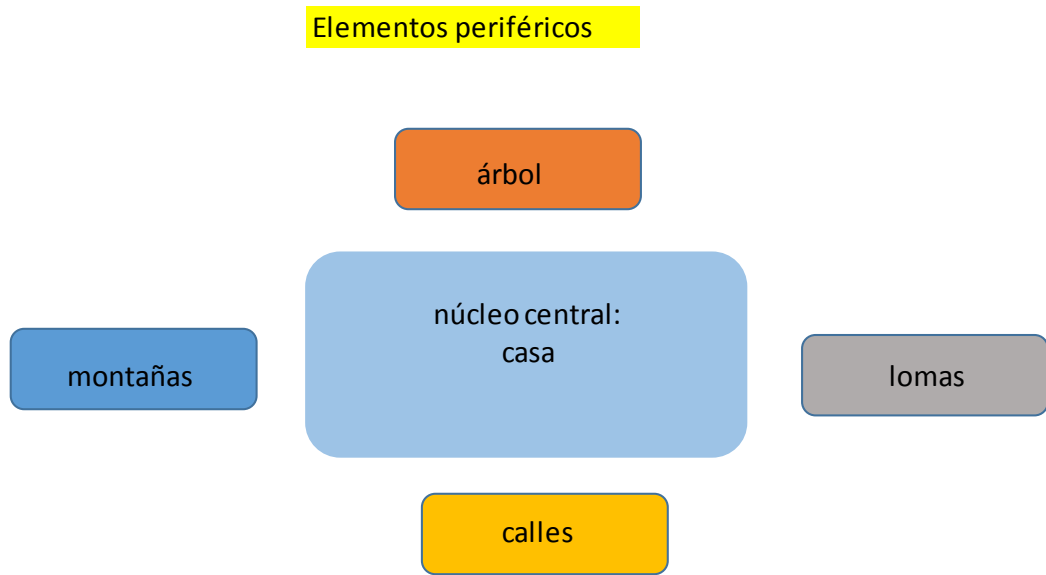 Elementos periféricos
árbol
núcleo central:
casa
montañas
lomas
calles